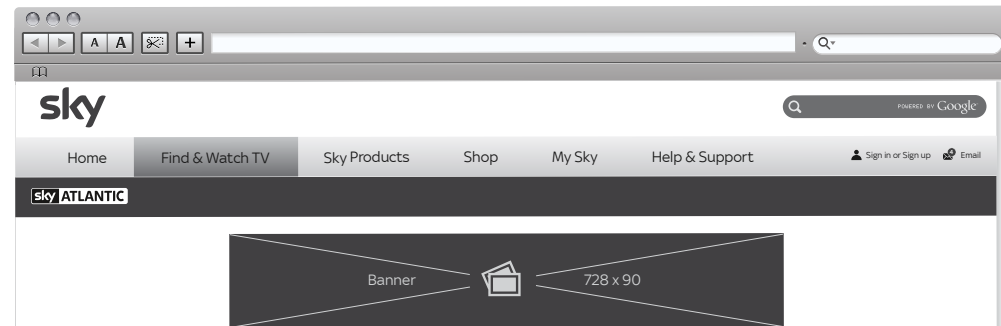 A A
sky
POWERED BY Google
Home Find & Watch TV Sky Products Shop My Sky Help & Support Sign in or Sign up Email
sky ATLANTIC
Banner 728 x 90